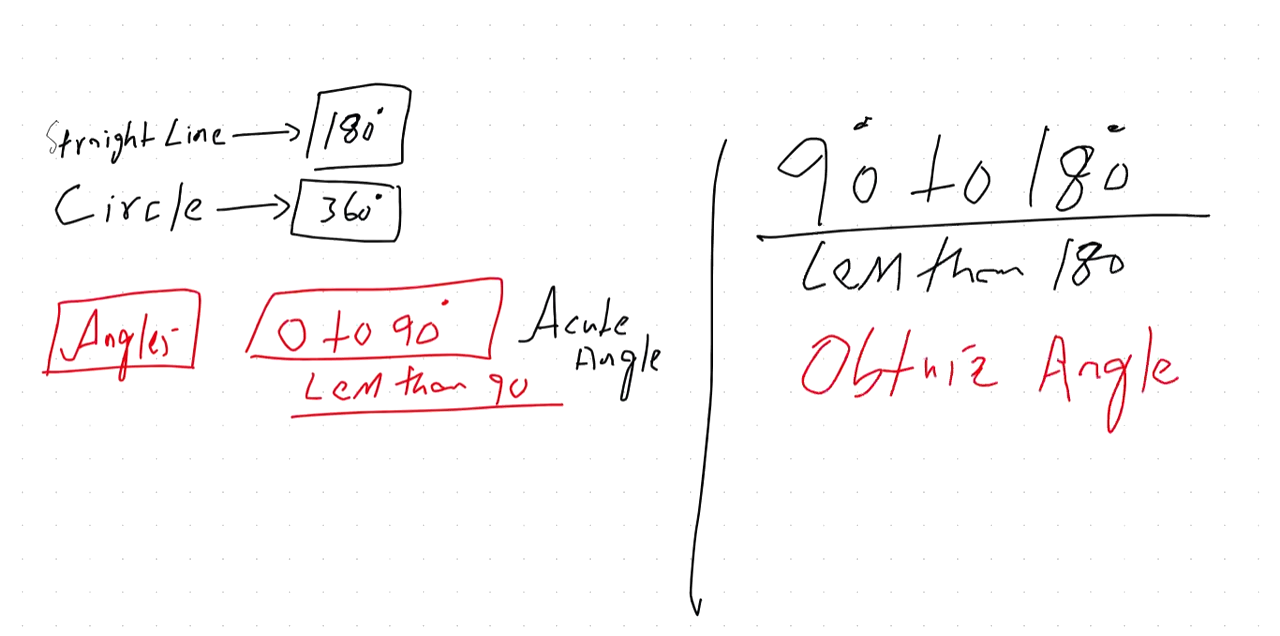 Straight Line → 180°
Circle → 360°
Angles
0 to 90°
Less than 90
Acute
Angle
90° to 180°
Less than 180
Obtuse Angle